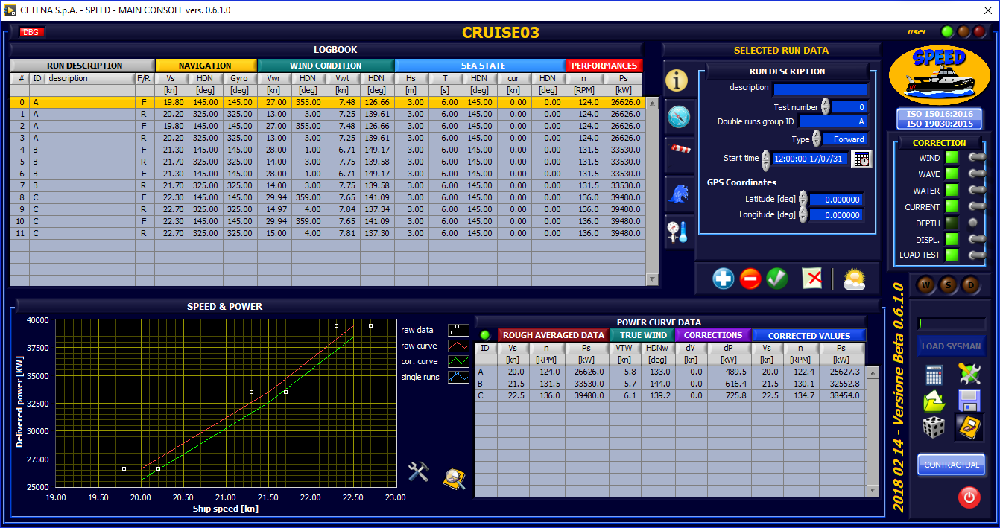 CETENA S.p.A. - SPEED - MAIN CONSOLE vers. 0.6.1.0
DBG
CRUISE03
user
LOGBOOK
RUN DESCRIPTION NAVIGATION WIND CONDITION SEA STATE PERFORMANCES
# ID description F/R Vs HDN Gyro Vwr HDN Vwt HDN Hs T HDN cur HDN n Ps
[kn] [deg] [deg] [kn] [deg] [kn] [deg] [m] [s] [deg] [kn] [deg] [RPM] [kW]
0 A F 19.80 145.00 145.00 27.00 355.00 7.48 126.66 3.00 6.00 145.00 0.00 0.00 124.0 26626.0
1 A R 20.20 325.00 325.00 13.00 3.00 7.25 139.61 3.00 6.00 145.00 0.00 0.00 124.0 26626.0
2 A F 19.80 145.00 145.00 27.00 355.00 7.48 126.66 3.00 6.00 145.00 0.00 0.00 124.0 26626.0
3 A R 20.20 325.00 325.00 13.00 3.00 7.25 139.61 3.00 6.00 145.00 0.00 0.00 124.0 26626.0
4 B F 21.30 145.00 145.00 28.00 1.00 6.71 149.17 3.00 6.00 145.00 0.00 0.00 131.5 33530.0
5 B R 21.70 325.00 325.00 14.00 3.00 7.75 139.58 3.00 6.00 145.00 0.00 0.00 131.5 33530.0
6 B F 21.30 145.00 145.00 28.00 1.00 6.71 149.17 3.00 6.00 145.00 0.00 0.00 131.5 33530.0
7 B R 21.70 325.00 325.00 14.00 3.00 7.75 139.58 3.00 6.00 145.00 0.00 0.00 131.5 33530.0
8 C F 22.30 145.00 145.00 29.94 359.00 7.65 141.09 3.00 6.00 145.00 0.00 0.00 136.0 39480.0
9 C R 22.70 325.00 325.00 14.97 4.00 7.84 137.34 3.00 6.00 145.00 0.00 0.00 136.0 39480.0
10 C F 22.30 145.00 145.00 29.94 359.00 7.65 141.09 3.00 6.00 145.00 0.00 0.00 136.0 39480.0
11 C R 22.70 325.00 325.00 15.00 4.00 7.81 137.30 3.00 6.00 145.00 0.00 0.00 136.0 39480.0
SELECTED RUN DATA
RUN DESCRIPTION
description
Test number 0
Double runs group ID A
Type Forward
Start time 12:00:00 17/07/31
GPS Coordinates
Latitude [deg] 0.000000
Longitude [deg] 0.000000
SPEED
ISO 15016:2016
ISO 19030:2015
CORRECTION
WIND
WAVE
WATER
CURRENT
DEPTH
DISPL.
LOAD TEST
W S D
LOAD SYSMAN
CONTRACTUAL
2018 02 14 - Versione Beta 0.6.1.0
SPEED & POWER
Delivered power [KW]
40000
37500
35000
32500
30000
27500
25000
19.00 19.50 20.00 20.50 21.00 21.50 22.00 22.50 23.00
Ship speed [kn]
raw data
raw curve
cor. curve
single runs
POWER CURVE DATA
ROUGH AVERAGED DATA TRUE WIND CORRECTIONS CORRECTED VALUES
ID Vs n Ps VTW HDNw dV dP Vs n Ps
[kn] [RPM] [kW] [kn] [deg] [kn] [kW] [kn] [RPM] [kW]
A 20.0 124.0 26626.0 5.8 133.0 0.0 489.5 20.0 122.4 25627.3
B 21.5 131.5 33530.0 5.7 144.0 0.0 616.4 21.5 130.1 32552.8
C 22.5 136.0 39480.0 6.1 139.2 0.0 725.8 22.5 134.7 38454.0